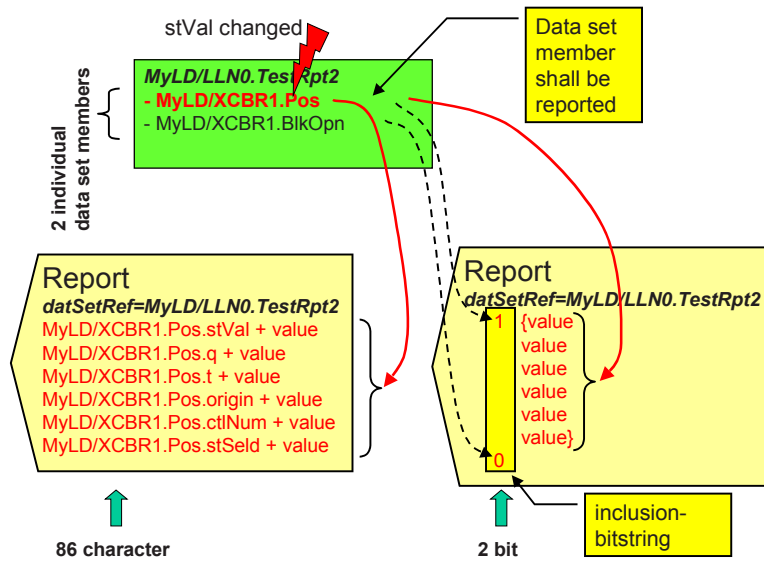 stVal changed
Data set
member
shall be
reported
MyLD/LLN0.TestRpt2
- MyLD/XCBR1.Pos
- MyLD/XCBR1.BlkOpn
2 individual
data set members
Report
datSetRef=MyLD/LLN0.TestRpt2
MyLD/XCBR1.Pos.stVal + value
MyLD/XCBR1.Pos.q + value
MyLD/XCBR1.Pos.t + value
MyLD/XCBR1.Pos.origin + value
MyLD/XCBR1.Pos.ctlNum + value
MyLD/XCBR1.Pos.stSeld + value
86 character
Report
datSetRef=MyLD/LLN0.TestRpt2
1 {value
value
value
value
value
value}
0
2 bit
inclusion-
bitstring